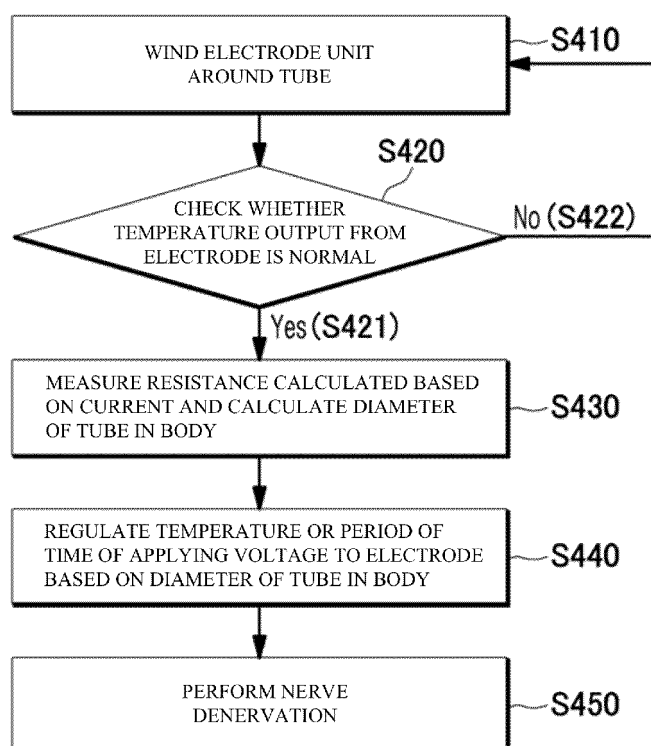 WIND ELECTRODE UNIT
AROUND TUBE
S410
S420
CHECK WHETHER
TEMPERATURE OUTPUT FROM
ELECTRODE IS NORMAL
No (S422)
Yes(S421)
MEASURE RESISTANCE CALCULATED BASED
ON CURRENT AND CALCULATE DIAMETER
OF TUBE IN BODY
S430
REGULATE TEMPERATURE OR PERIOD OF
TIME OF APPLYING VOLTAGE TO ELECTRODE
BASED ON DIAMETER OF TUBE IN BODY
S440
PERFORM NERVE
DENERVATION
S450